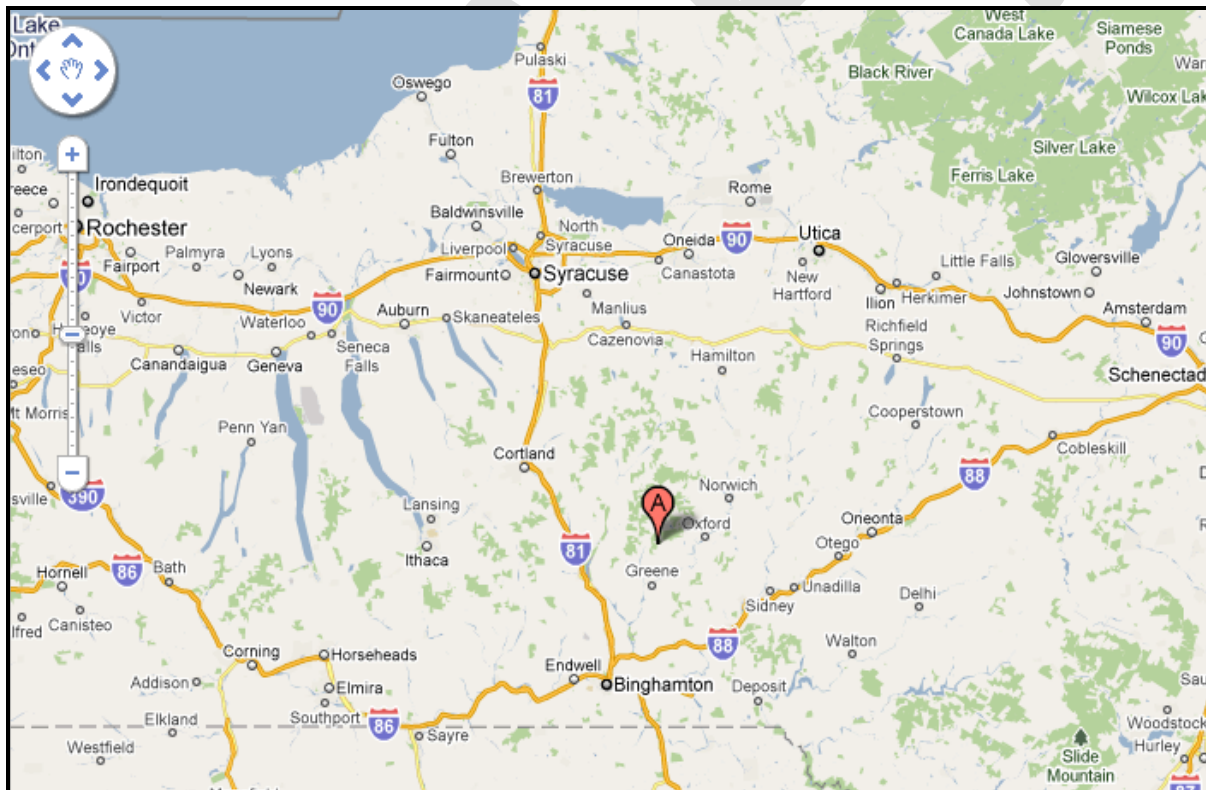 Lake
West
Canada Lake
Siamese
Ponds
Pulaski
Black River
Oswego
81
Wilcox
Fulton
Silver Lake
Ferris Lake
Brewerton
Irondequoit
Rome
Baldwinsville
North
Syracuse
Rochester
Utica
Liverpool
Oneida
90
Palmyra
Lyons
Fairport
Fairmount
Syracuse
Canastota
New
Hartford
Little Falls
Gloversville
Newark
Ilion
Herkimer
Johnstown
Victor
90
Auburn
Skaneateles
Manlius
Amsterdam
Waterloo
Cazenovia
Richfield
Springs
90
Canandaigua
Geneva
Seneca
Falls
Hamilton
Mt Morris
Cooperstown
Penn Yan
Cobleskill
Cortland
88
390
Norwich
Lansing
A
Oxford
Oneonta
81
Ithaca
Otego
86
Bath
Greene
Hornell
Sidney
Unadilla
Delhi
Canisteo
88
Walton
Corning
Horseheads
Endwell
Addison
Elmira
Binghamton
Deposit
Southport
Elkland
86
Sayre
Woodstock
Westfield
Hurley
Slide
Mountain
87